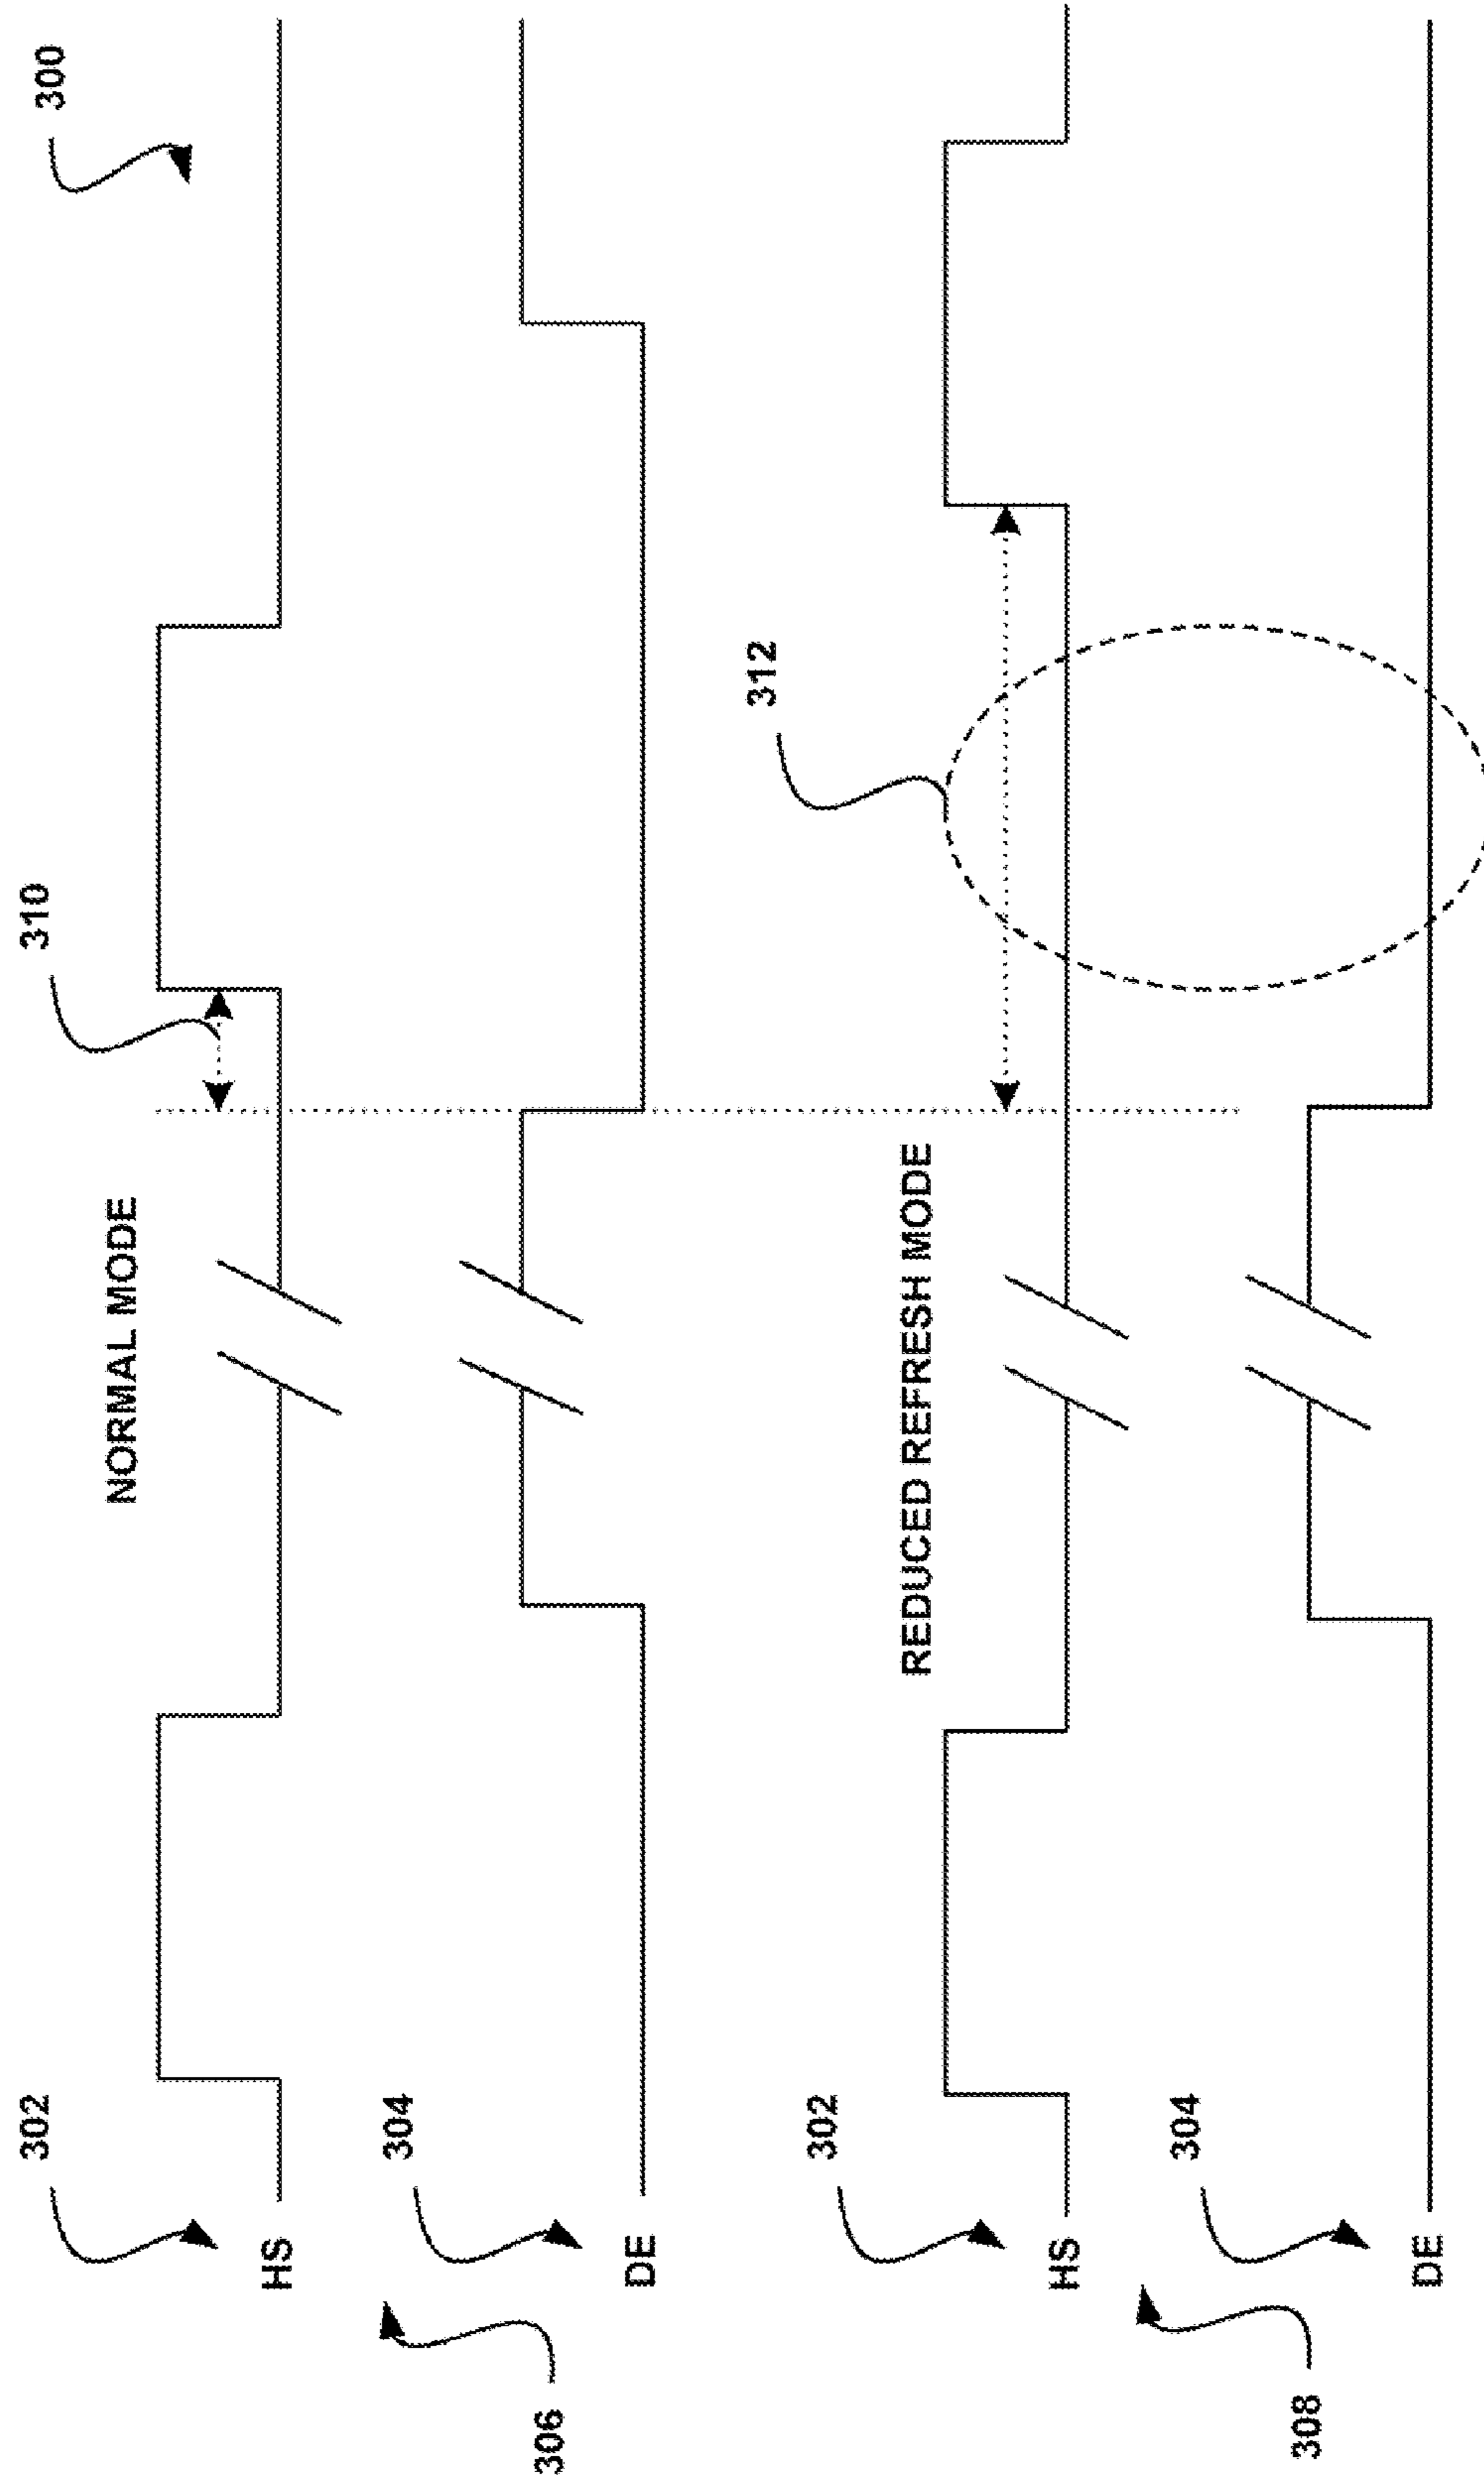 300
NORMAL MODE
310
302
HS
304
DE
306
REDUCED REFRESH MODE
312
302
HS
304
DE
308